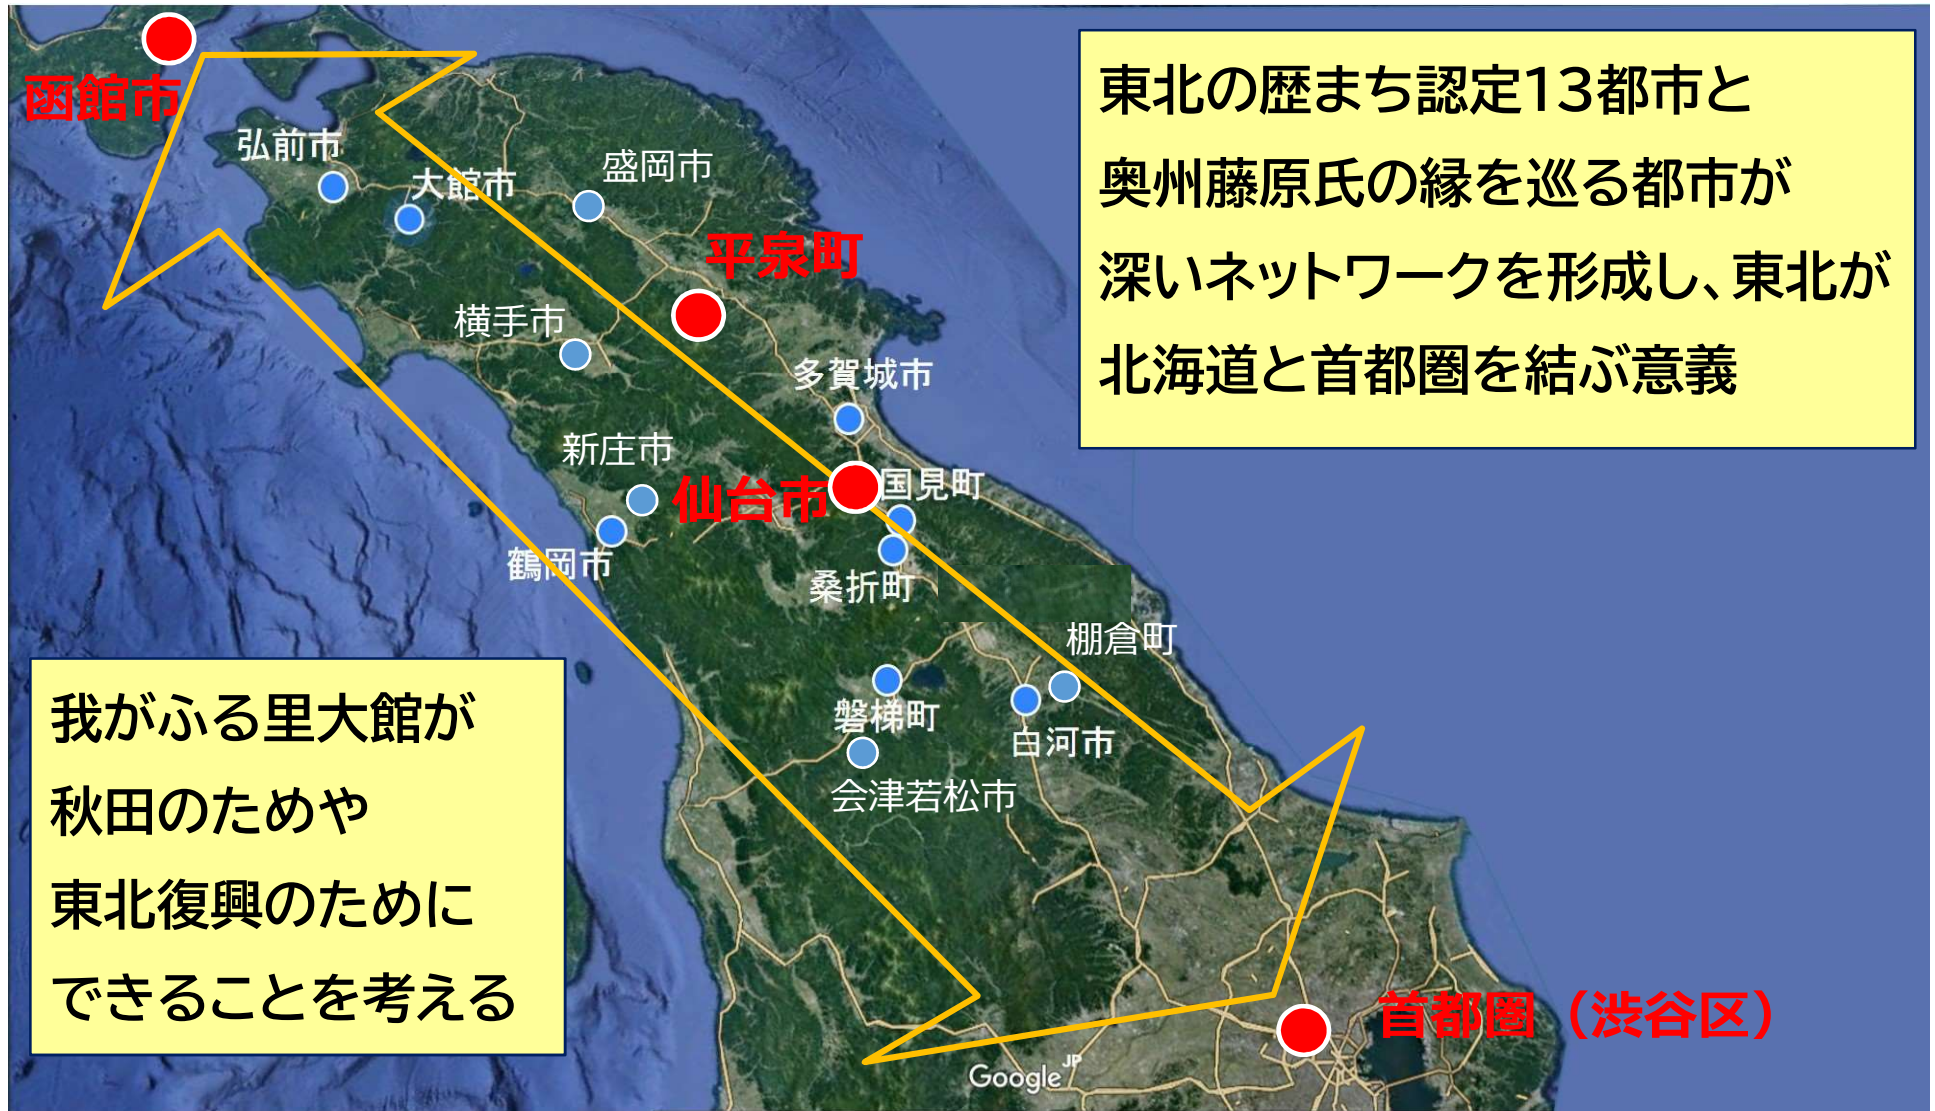 函館市
弘前市
大館市
盛岡市
平泉町
横手市
多賀城市
新庄市
仙台市
国見町
鶴岡市
桑折町
棚倉町
磐梯町
白河市
会津若松市
首都圏（渋谷区）
東北の歴まち認定13都市と
奥州藤原氏の縁を巡る都市が
深いネットワークを形成し、東北が
北海道と首都圏を結ぶ意義
我がふる里大館が
秋田のためや
東北復興のために
できることを考える
Google JP